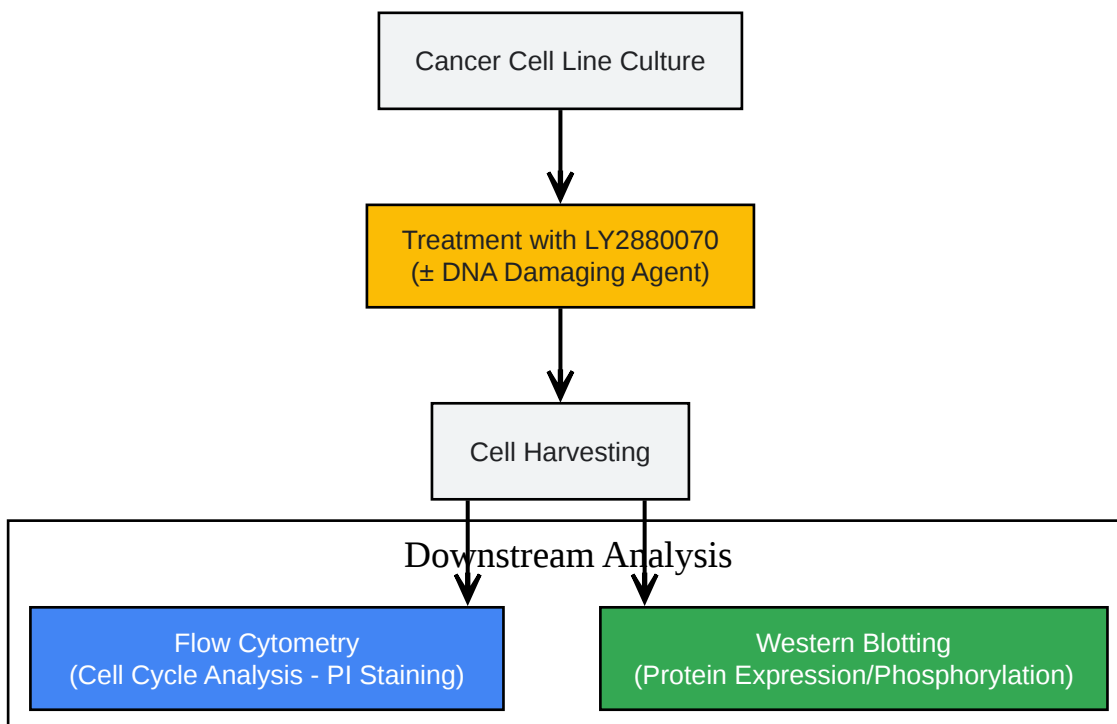 Cancer Cell Line Culture
Treatment with LY2880070
(± DNA Damaging Agent)
Cell Harvesting
Downstream Analysis
Flow Cytometry
(Cell Cycle Analysis - PI Staining)
Western Blotting
(Protein Expression/Phosphorylation)